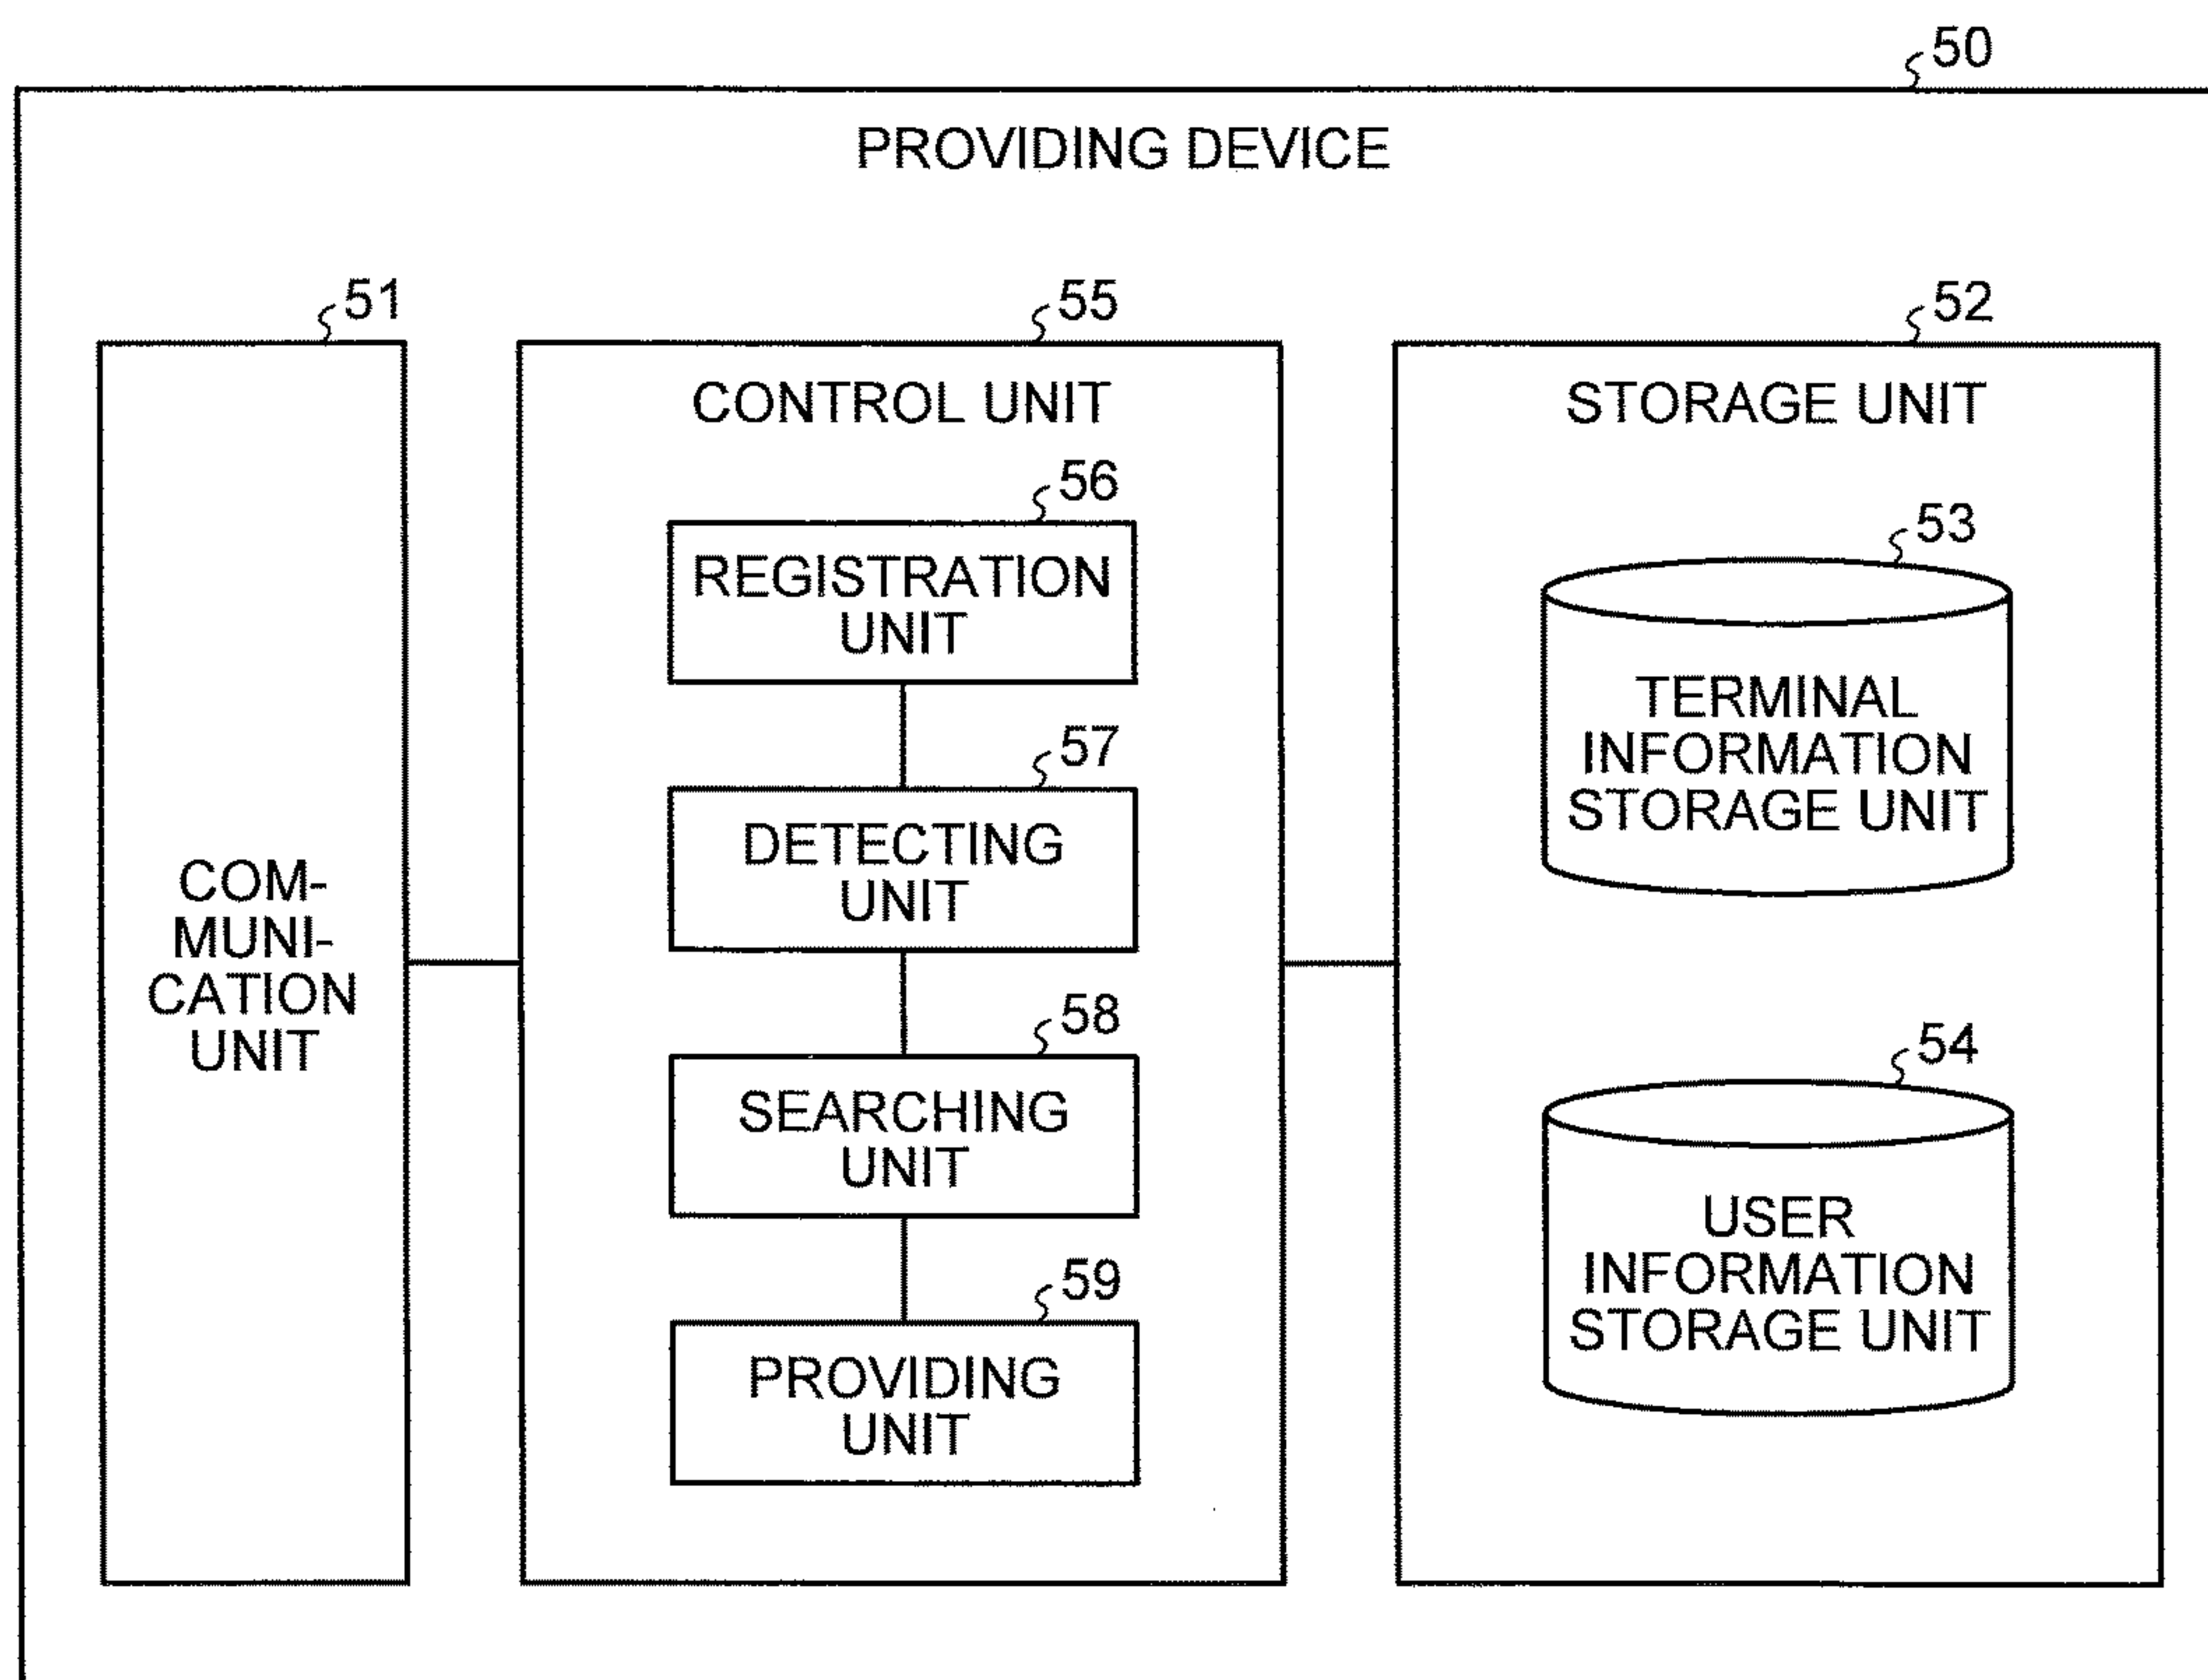 50
PROVIDING DEVICE
51
COM-
MUNI-
CATION
UNIT
55
CONTROL UNIT
56
REGISTRATION
UNIT
57
DETECTING
UNIT
58
SEARCHING
UNIT
59
PROVIDING
UNIT
52
STORAGE UNIT
53
TERMINAL
INFORMATION
STORAGE UNIT
54
USER
INFORMATION
STORAGE UNIT